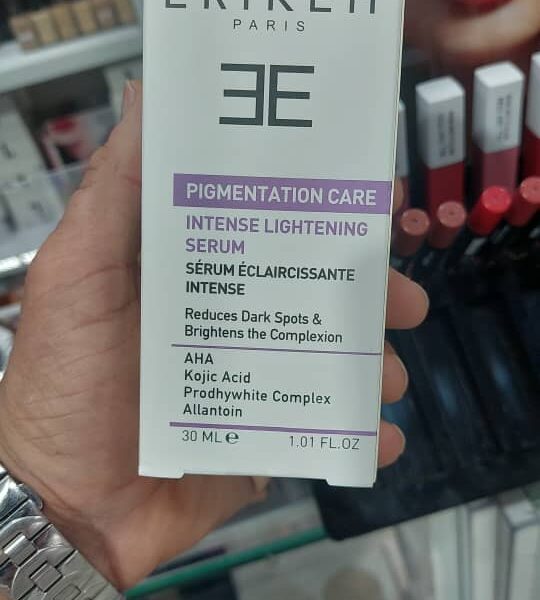 PARIS
PIGMENTATION CARE
INTENSE LIGHTENING
SERUM
SÉRUM ÉCLAIRCISSANTE
INTENSE
Reduces Dark Spots &
Brightens the Complexion
AHA
Kojic Acid
Prodhywhite Complex
Allantoin
30 ML e 1.01 FL.OZ